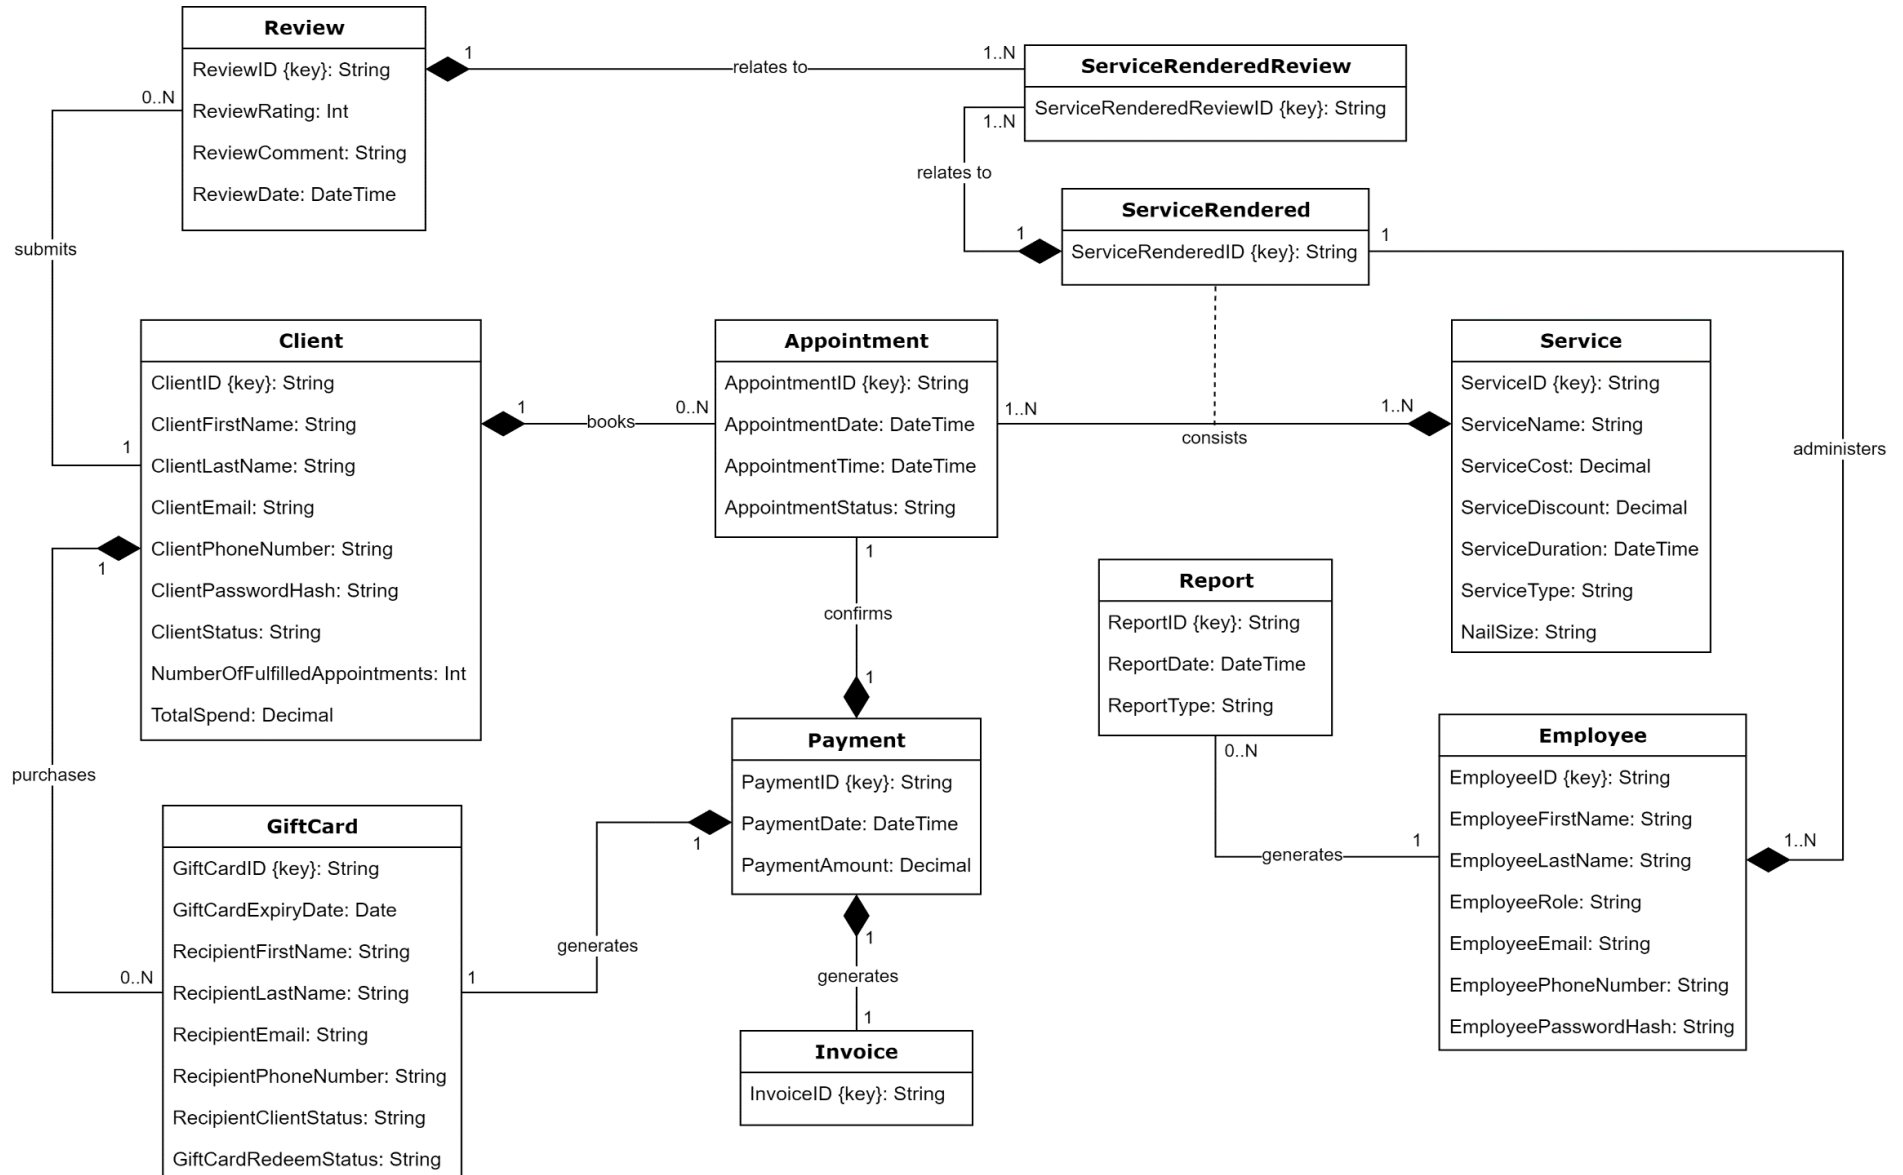 Review
ReviewID {key}: String
ReviewRating: Int
ReviewComment: String
ReviewDate: DateTime
1
relates to
1..N
ServiceRenderedReview
ServiceRenderedReviewID {key}: String
1..N
relates to
1
ServiceRendered
ServiceRenderedID {key}: String
1
administers
1..N
0..N
submits
1
Client
ClientID {key}: String
ClientFirstName: String
ClientLastName: String
ClientEmail: String
ClientPhoneNumber: String
ClientPasswordHash: String
ClientStatus: String
NumberOfFulfilledAppointments: Int
TotalSpend: Decimal
1
books
0..N
Appointment
AppointmentID {key}: String
AppointmentDate: DateTime
AppointmentTime: DateTime
AppointmentStatus: String
1..N
consists
1..N
Service
ServiceID {key}: String
ServiceName: String
ServiceCost: Decimal
ServiceDiscount: Decimal
ServiceDuration: DateTime
ServiceType: String
NailSize: String
1
confirms
1
Report
ReportID {key}: String
ReportDate: DateTime
ReportType: String
0..N
generates
1
Employee
EmployeeID {key}: String
EmployeeFirstName: String
EmployeeLastName: String
EmployeeRole: String
EmployeeEmail: String
EmployeePhoneNumber: String
EmployeePasswordHash: String
1
purchases
0..N
GiftCard
GiftCardID {key}: String
GiftCardExpiryDate: Date
RecipientFirstName: String
RecipientLastName: String
RecipientEmail: String
RecipientPhoneNumber: String
RecipientClientStatus: String
GiftCardRedeemStatus: String
1
generates
1
Payment
PaymentID {key}: String
PaymentDate: DateTime
PaymentAmount: Decimal
1
generates
1
Invoice
InvoiceID {key}: String